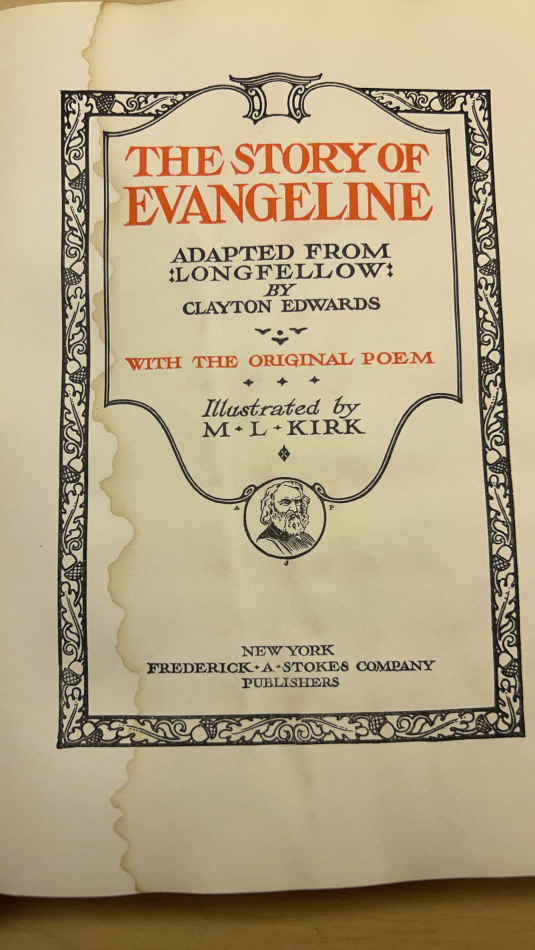 THE STORY OF
EVANGELINE
ADAPTED FROM
:LONGFELLOW:
BY
CLAYTON EDWARDS
WITH THE ORIGINAL POEM
Illustrated by
M · L · KIRK
A P
J
NEW YORK
FREDERICK · A · STOKES COMPANY
PUBLISHERS